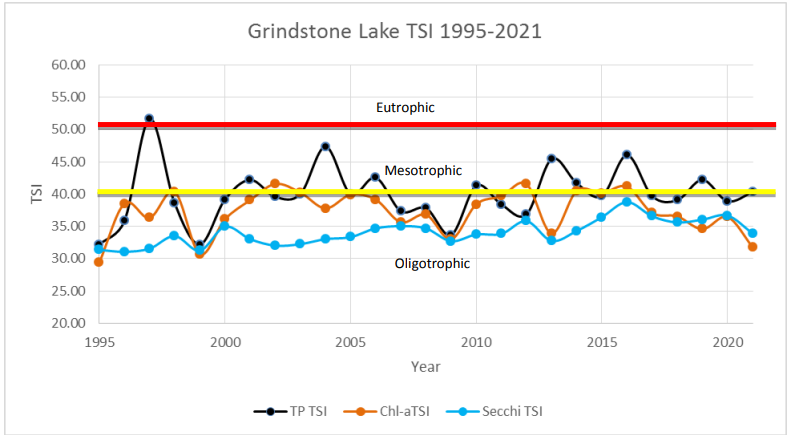 Grindstone Lake TSI 1995-2021
60.00
55.00
50.00
45.00
40.00
35.00
30.00
25.00
20.00
TSI
Eutrophic
Mesotrophic
Oligotrophic
1995 2000 2005 2010 2015 2020
Year
TP TSI Chl-aTSI Secchi TSI